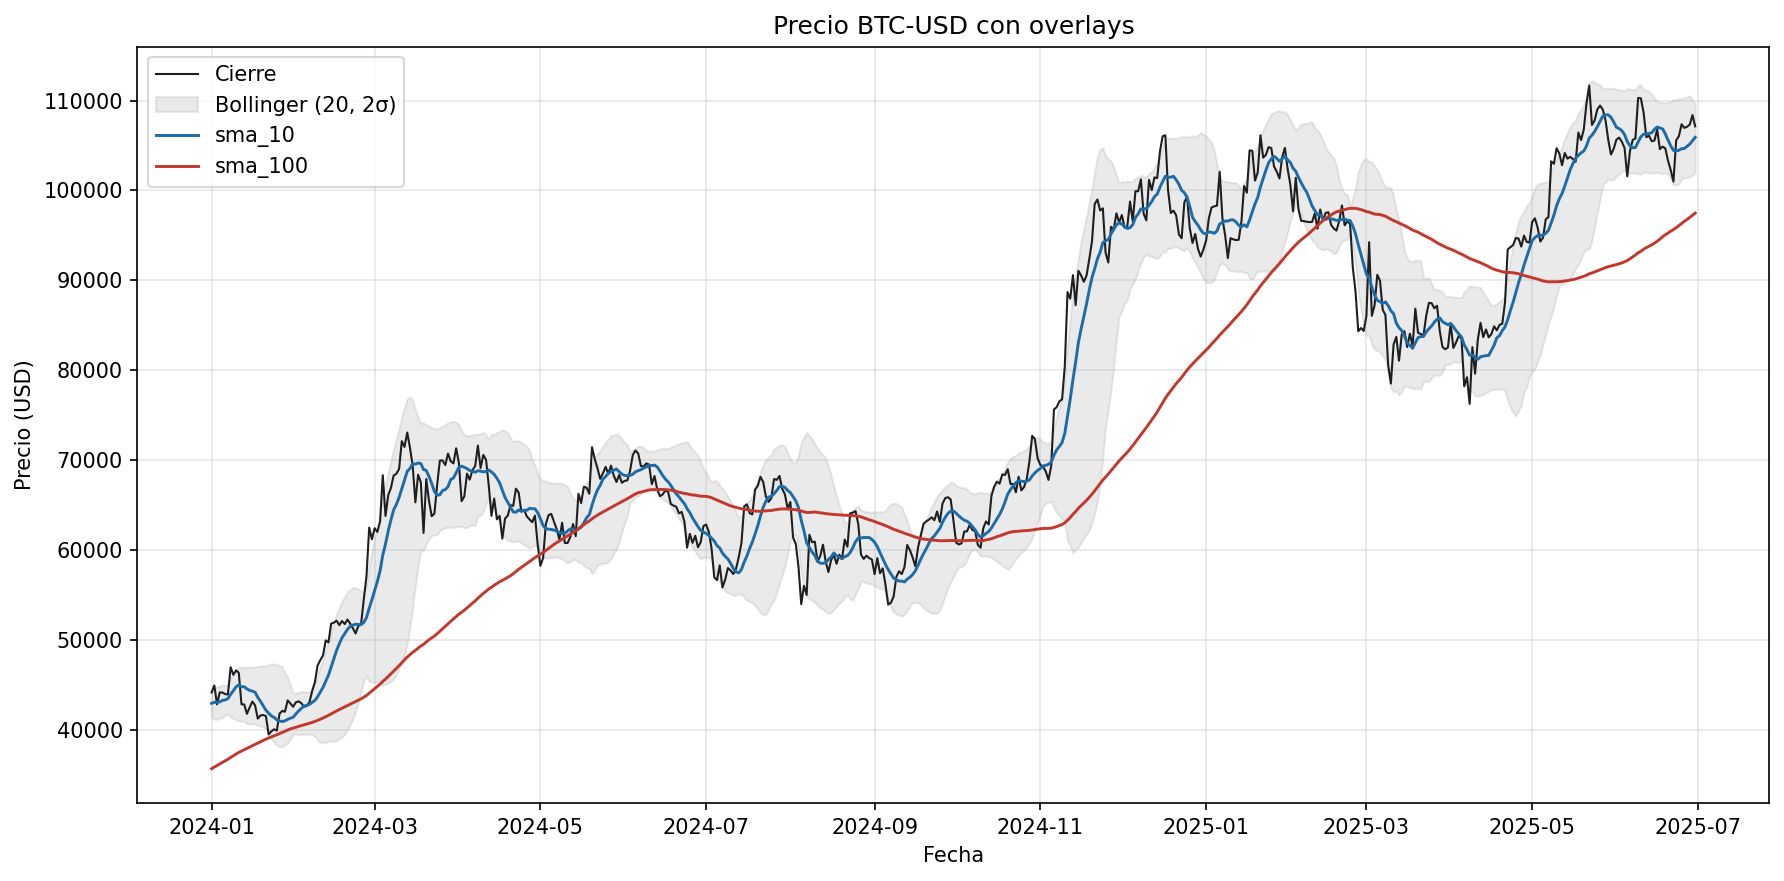 Precio BTC-USD con overlays
Cierre
Bollinger (20, 2σ)
sma_10
sma_100
Precio (USD)
110000
100000
90000
80000
70000
60000
50000
40000
2024-01 2024-03 2024-05 2024-07 2024-09 2024-11 2025-01 2025-03 2025-05 2025-07
Fecha